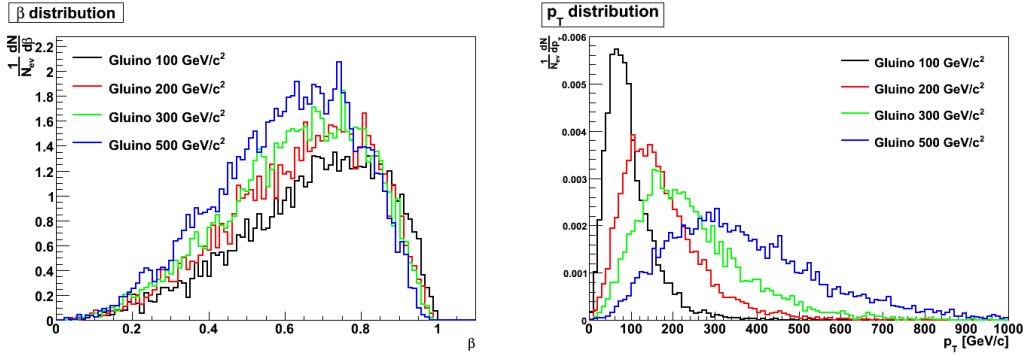 β distribution
1/N_ev dN/dβ
2.2
2
1.8
1.6
1.4
1.2
1
0.8
0.6
0.4
0.2
0
Gluino 100 GeV/c²
Gluino 200 GeV/c²
Gluino 300 GeV/c²
Gluino 500 GeV/c²
0 0.2 0.4 0.6 0.8 1
β
p_T distribution
1/N_ev dN/dp_T
0.006
0.005
0.004
0.003
0.002
0.001
0
Gluino 100 GeV/c²
Gluino 200 GeV/c²
Gluino 300 GeV/c²
Gluino 500 GeV/c²
0 100 200 300 400 500 600 700 800 900 1000
p_T [GeV/c]